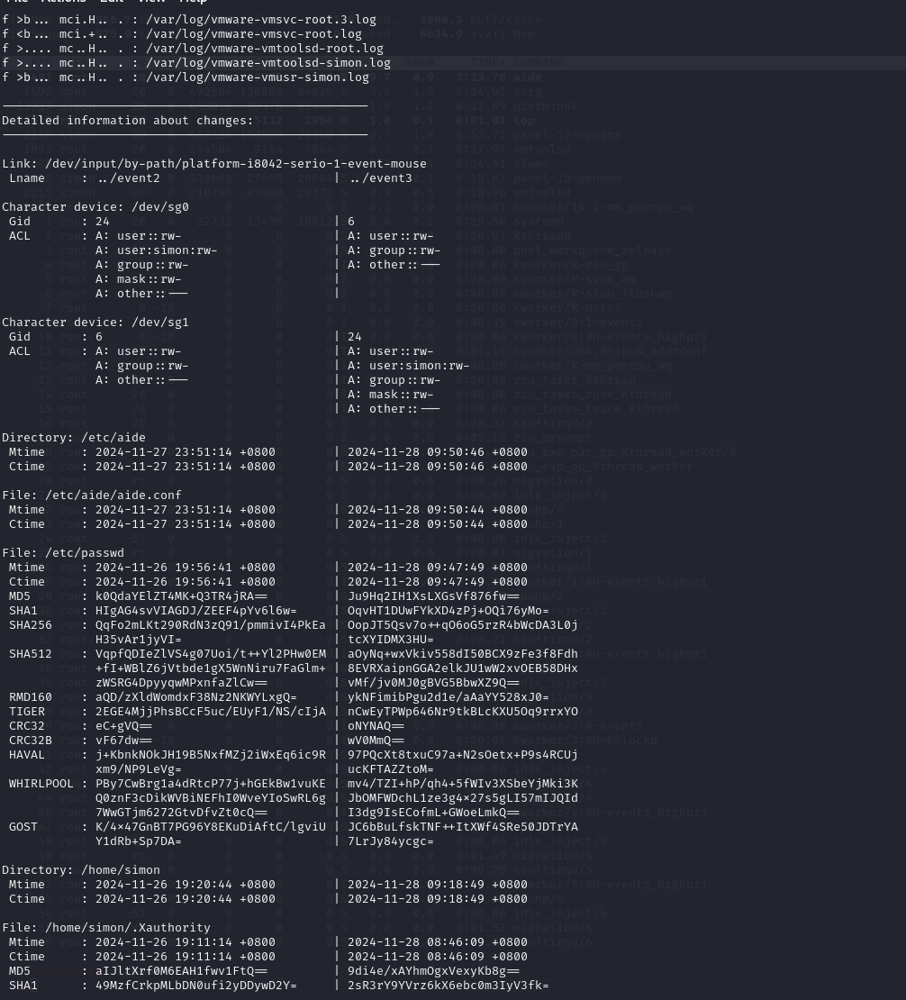 f >b... mci.H.. . : /var/log/vmware-vmsvc-root.3.log
f <b... mci.+.. . : /var/log/vmware-vmsvc-root.log
f >.... mc..H.. . : /var/log/vmware-vmtoolsd-root.log
f >.... mc..H.. . : /var/log/vmware-vmtoolsd-simon.log
f >b... mc..H.. . : /var/log/vmware-vmusr-simon.log
Detailed information about changes:
Link: /dev/input/by-path/platform-i8042-serio-1-event-mouse
Lname : ../event2 | ../event3
Character device: /dev/sg0
Gid : 24 | 6
ACL : A: user::rw- | A: user::rw-
A: user:simon:rw- | A: group::rw-
A: group::rw- | A: other::---
A: mask::rw- |
A: other::--- |
Character device: /dev/sg1
Gid : 6 | 24
ACL : A: user::rw- | A: user::rw-
A: group::rw- | A: user:simon:rw-
A: other::--- | A: group::rw-
| A: mask::rw-
| A: other::---
Directory: /etc/aide
Mtime : 2024-11-27 23:51:14 +0800 | 2024-11-28 09:50:46 +0800
Ctime : 2024-11-27 23:51:14 +0800 | 2024-11-28 09:50:46 +0800
File: /etc/aide/aide.conf
Mtime : 2024-11-27 23:51:14 +0800 | 2024-11-28 09:50:44 +0800
Ctime : 2024-11-27 23:51:14 +0800 | 2024-11-28 09:50:44 +0800
File: /etc/passwd
Mtime : 2024-11-26 19:56:41 +0800 | 2024-11-28 09:47:49 +0800
Ctime : 2024-11-26 19:56:41 +0800 | 2024-11-28 09:47:49 +0800
MD5 : k0QdaYElZT4MK+Q3TR4jRA== | Ju9Hq2IH1XsLXGsVf876fw==
SHA1 : HIgAG4svVIAGDJ/ZEEF4pYv6l6w= | OqvHT1DUwFYkXD4zPj+OQi76yMo=
SHA256 : QqFo2mLKt290RdN3zQ91/pmmivI4PkEa | OopJT5Qsv7o++qO6oG5rzR4bWcDA3L0j
H35vAr1jyVI= | tcXYIDMX3HU=
SHA512 : VqpfQDIeZlVS4g07Uoi/t++Yl2PHw0EM | aOyNq+wxVkiv558dI50BCX9zFe3f8Fdh
+fI+WBlZ6jVtbde1gX5WnNiru7FaGlm+ | 8EVRXaipnGGA2elkJU1wW2xvOEB58DHx
zWSRG4DpyyqwMPxnfaZlCw== | vMf/jv0MJ0gBVG5BbwXZ9Q==
RMD160 : aQD/zXldWomdxF38Nz2NKWYLxgQ= | ykNFimibPgu2d1e/aAaYY528xJ0=
TIGER : 2EGE4MjjPhsBCcF5uc/EUyF1/NS/cIjA | nCwEyTPWp646Nr9tkBLcKXU5Oq9rrxYO
CRC32 : eC+gVQ== | oNYNAQ==
CRC32B : vF67dw== | wV0MmQ==
HAVAL : j+KbnkNOkJH19B5NxfMZj2iWxEq6ic9R | 97PQcXt8txuC97a+N2sOetx+P9s4RCUj
xm9/NP9LeVg= | ucKFTAZZtoM=
WHIRLPOOL : PBy7CwBrg1a4dRtcP77j+hGEkBw1vuKE | mv4/TZI+hP/qh4+5fWIv3XSbeYjMki3K
Q0znF3cDikWVBiNEFhI0WveYIoSwRL6g | JbOMFWDchL1ze3g4x27s5gLI57mIJQId
7WwGTjm6272GtvDfvZt0cQ== | I3dg9IsECofmL+GWoeLmkQ==
GOST : K/4x47GnBT7PG96Y8EKuDiAftC/lgviU | JC6bBuLfskTNF++ItXWf4SRe50JDTrYA
Y1dRb+Sp7DA= | 7LrJy84ycgc=
Directory: /home/simon
Mtime : 2024-11-26 19:20:44 +0800 | 2024-11-28 09:18:49 +0800
Ctime : 2024-11-26 19:20:44 +0800 | 2024-11-28 09:18:49 +0800
File: /home/simon/.Xauthority
Mtime : 2024-11-26 19:11:14 +0800 | 2024-11-28 08:46:09 +0800
Ctime : 2024-11-26 19:11:14 +0800 | 2024-11-28 08:46:09 +0800
MD5 : aIJltXrf0M6EAH1fwv1FtQ== | 9di4e/xAYhmOgxVexyKb8g==
SHA1 : 49MzfCrkpMLbDN0ufi2yDDywD2Y= | 2sR3rY9YVrz6kX6ebc0m3IyV3fk=